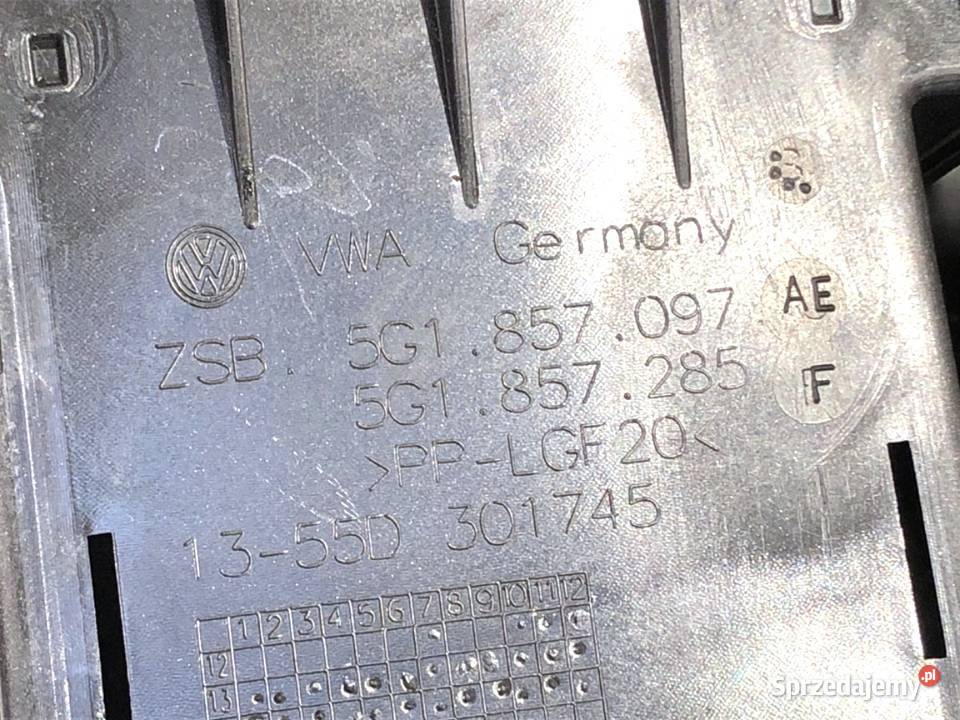 VWA Germany
ZSB. 5G1.857.097 AE
5G1.857.285 F
>PP-LGF20<
13-55D 301745
1 2 3 4 5 6 7 8 9 10 11 12
12
13
Sprzedajemy .pl